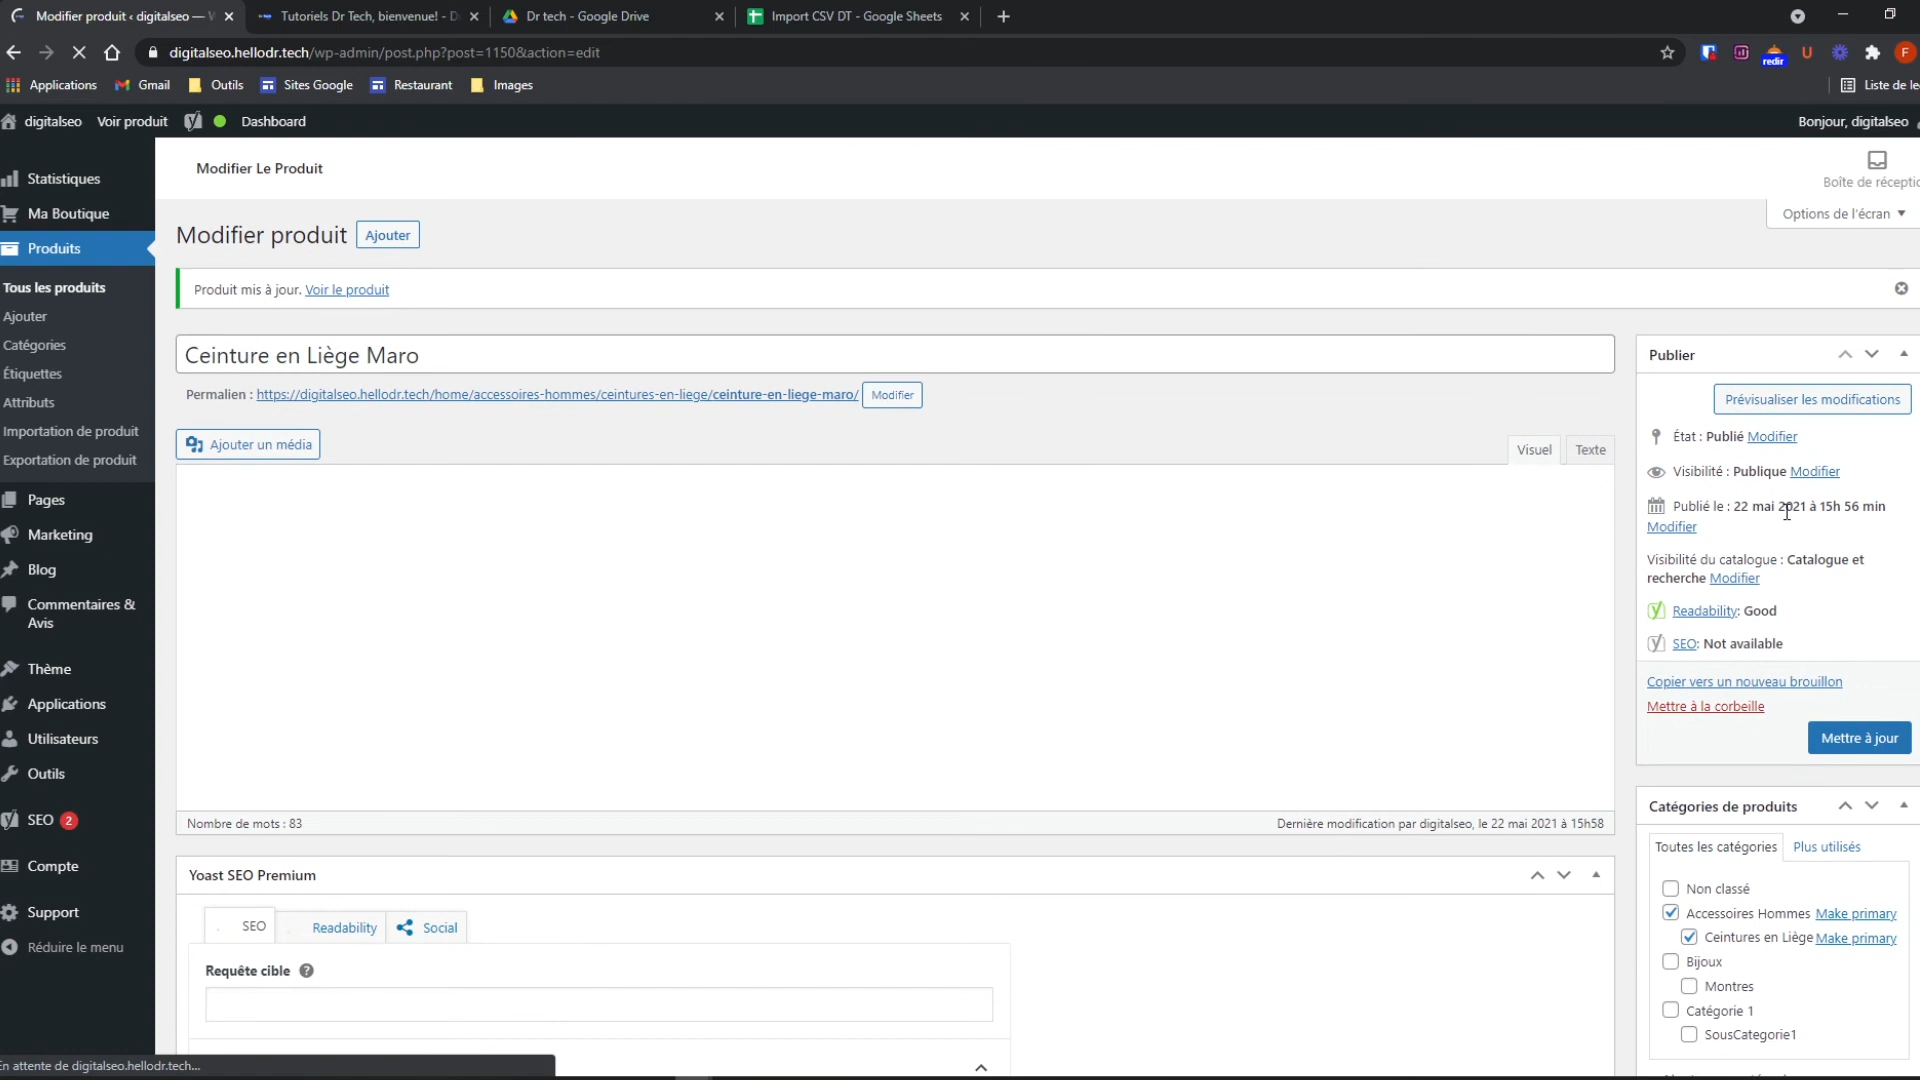 Modifier produit ‹ digitalseo — W
Tutoriels Dr Tech, bienvenue! - D
Dr tech - Google Drive
Import CSV DT - Google Sheets
digitalseo.hellodr.tech/wp-admin/post.php?post=1150&action=edit
redir
U
F
Applications
Gmail
Outils
Sites Google
Restaurant
Images
Liste de le
digitalseo
Voir produit
Dashboard
Bonjour, digitalseo
Statistiques
Ma Boutique
Produits
Tous les produits
Ajouter
Catégories
Étiquettes
Attributs
Importation de produit
Exportation de produit
Pages
Marketing
Blog
Commentaires &
Avis
Thème
Applications
Utilisateurs
Outils
SEO 2
Compte
Support
Réduire le menu
Modifier Le Produit
Boîte de réceptio
Options de l'écran
Modifier produit
Ajouter
Produit mis à jour. Voir le produit
Ceinture en Liège Maro
Permalien : https://digitalseo.hellodr.tech/home/accessoires-hommes/ceintures-en-liege/ceinture-en-liege-maro/ Modifier
Ajouter un média
Visuel
Texte
Nombre de mots : 83
Dernière modification par digitalseo, le 22 mai 2021 à 15h58
Yoast SEO Premium
SEO
Readability
Social
Requête cible ?
Publier
Prévisualiser les modifications
État : Publié Modifier
Visibilité : Publique Modifier
Publié le : 22 mai 2021 à 15h 56 min
Modifier
Visibilité du catalogue : Catalogue et
recherche Modifier
Readability: Good
SEO: Not available
Copier vers un nouveau brouillon
Mettre à la corbeille
Mettre à jour
Catégories de produits
Toutes les catégories
Plus utilisés
Non classé
Accessoires Hommes Make primary
Ceintures en Liège Make primary
Bijoux
Montres
Catégorie 1
SousCategorie1
En attente de digitalseo.hellodr.tech...